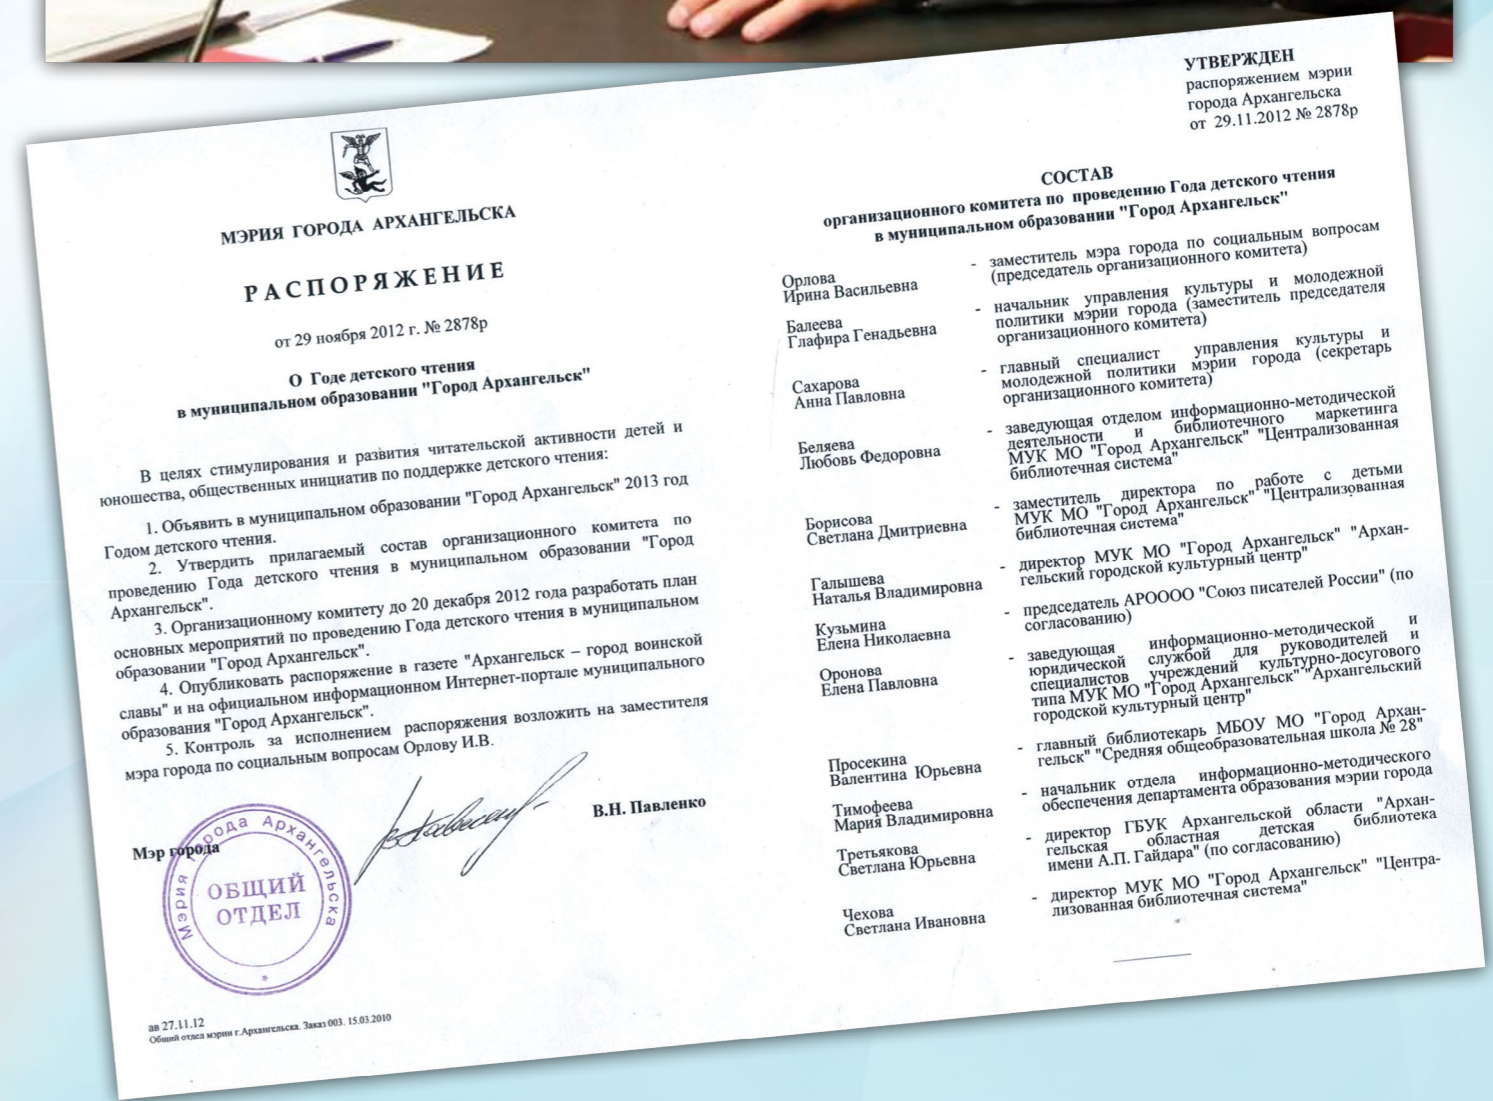 МЭРИЯ ГОРОДА АРХАНГЕЛЬСКА
РАСПОРЯЖЕНИЕ
от 29 ноября 2012 г. № 2878р
О Годе детского чтения
в муниципальном образовании "Город Архангельск"
В целях стимулирования и развития читательской активности детей и
юношества, общественных инициатив по поддержке детского чтения:
1. Объявить в муниципальном образовании "Город Архангельск" 2013 год
Годом детского чтения.
2. Утвердить прилагаемый состав организационного комитета по
проведению Года детского чтения в муниципальном образовании "Город
Архангельск".
3. Организационному комитету до 20 декабря 2012 года разработать план
основных мероприятий по проведению Года детского чтения в муниципальном
образовании "Город Архангельск".
4. Опубликовать распоряжение в газете "Архангельск – город воинской
славы" и на официальном информационном Интернет-портале муниципального
образования "Город Архангельск".
5. Контроль за исполнением распоряжения возложить на заместителя
мэра города по социальным вопросам Орлову И.В.
Мэр города
В.Н. Павленко
Мэрия города Архангельска
ОБЩИЙ
ОТДЕЛ
ав 27.11.12
Общий отдел мэрии г.Архангельска. Заказ 003. 15.03.2010
УТВЕРЖДЕН
распоряжением мэрии
города Архангельска
от 29.11.2012 № 2878р
СОСТАВ
организационного комитета по проведению Года детского чтения
в муниципальном образовании "Город Архангельск"
Орлова
Ирина Васильевна
- заместитель мэра города по социальным вопросам
(председатель организационного комитета)
Балеева
Глафира Генадьевна
- начальник управления культуры и молодежной
политики мэрии города (заместитель председателя
организационного комитета)
Сахарова
Анна Павловна
- главный специалист управления культуры и
молодежной политики мэрии города (секретарь
организационного комитета)
Беляева
Любовь Федоровна
- заведующая отделом информационно-методической
деятельности и библиотечного маркетинга
МУК МО "Город Архангельск" "Централизованная
библиотечная система"
Борисова
Светлана Дмитриевна
- заместитель директора по работе с детьми
МУК МО "Город Архангельск" "Централизованная
библиотечная система"
Галышева
Наталья Владимировна
- директор МУК МО "Город Архангельск" "Архан-
гельский городской культурный центр"
Кузьмина
Елена Николаевна
- председатель АРОООО "Союз писателей России" (по
согласованию)
Оронова
Елена Павловна
- заведующая информационно-методической и
юридической службой для руководителей и
специалистов учреждений культурно-досугового
типа МУК МО "Город Архангельск" "Архангельский
городской культурный центр"
Просекина
Валентина Юрьевна
- главный библиотекарь МБОУ МО "Город Архан-
гельск" "Средняя общеобразовательная школа № 28"
Тимофеева
Мария Владимировна
- начальник отдела информационно-методического
обеспечения департамента образования мэрии города
Третьякова
Светлана Юрьевна
- директор ГБУК Архангельской области "Архан-
гельская областная детская библиотека
имени А.П. Гайдара" (по согласованию)
Чехова
Светлана Ивановна
- директор МУК МО "Город Архангельск" "Центра-
лизованная библиотечная система"